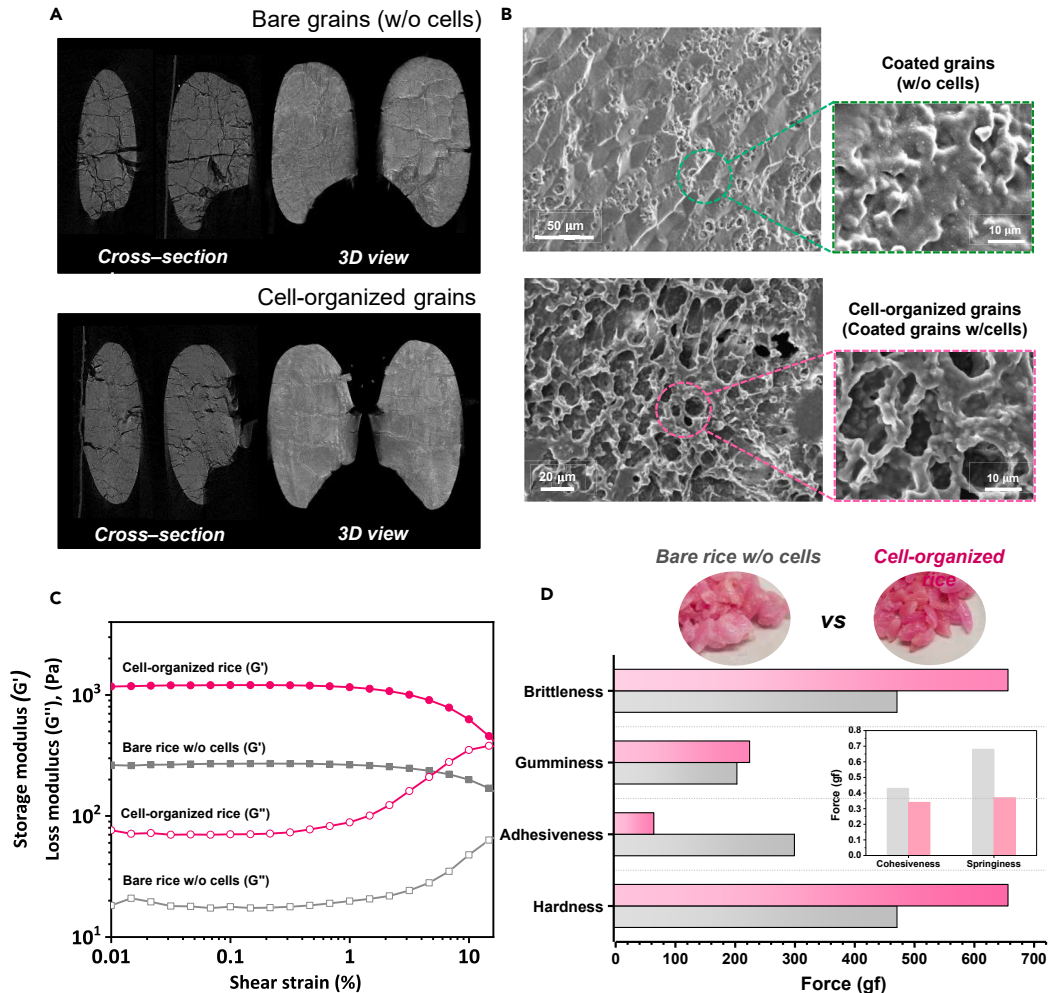 A
Bare grains (w/o cells)
Cross–section
3D view
Cell-organized grains
Cross–section
3D view
B
Coated grains
(w/o cells)
50 μm
10 μm
Cell-organized grains
(Coated grains w/cells)
20 μm
10 μm
C
Storage modulus (G')
Loss modulucs (G''), (Pa)
10³
10²
10¹
Cell-organized rice (G')
Bare rice w/o cells (G')
Cell-organized rice (G'')
Bare rice w/o cells (G'')
0.01
0.1
1
10
Shear strain (%)
D
Bare rice w/o cells
vs
Cell-organized
rice
Brittleness
Gumminess
Adhesiveness
Hardness
0
100
200
300
400
500
600
700
Force (gf)
Force (gf)
0.8
0.7
0.6
0.5
0.4
0.3
0.2
0.1
0.0
Cohesiveness
Springiness